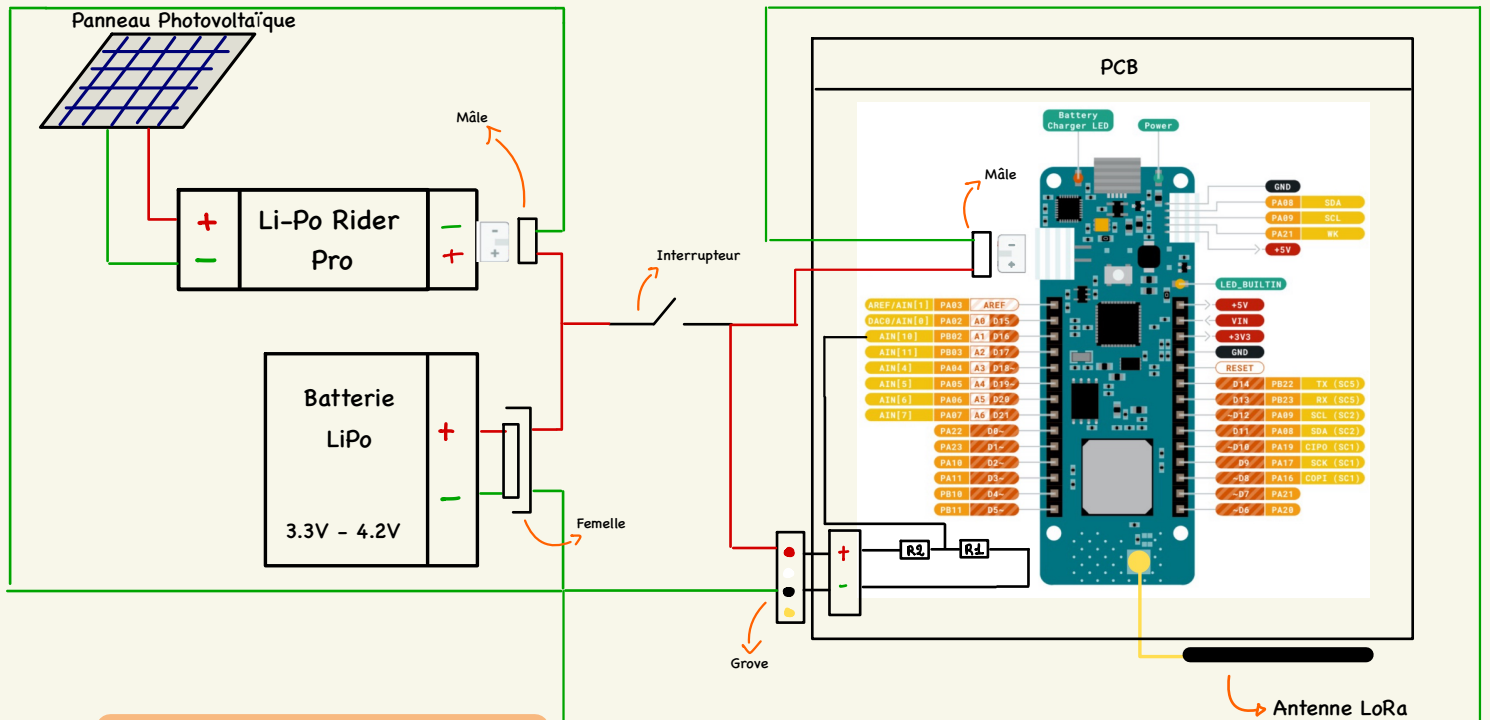 Panneau Photovoltaïque
PCB
Mâle
Battery
Charger LED
Power
Mâle
+
-
Li-Po Rider
Pro
-
+
-
+
Interrupteur
-
+
GND
PA08 SDA
PA09 SCL
PA21 WK
+5V
LED_BUILTIN
AREF/AIN[1] PA03 AREF
DAC0/AIN[0] PA02 A0 D15
AIN[10] PB02 A1 D16
AIN[11] PB03 A2 D17
AIN[4] PA04 A3 D18~
AIN[5] PA05 A4 D19~
AIN[6] PA06 A5 D20
AIN[7] PA07 A6 D21
PA22 D0~
PA23 D1~
PA10 D2~
PA11 D3~
PB10 D4~
PB11 D5~
+5V
VIN
+3V3
GND
RESET
D14 PB22 TX (SC5)
D13 PB23 RX (SC5)
~D12 PA09 SCL (SC2)
D11 PA08 SDA (SC2)
~D10 PA19 CIPO (SC1)
D9 PA17 SCK (SC1)
~D8 PA16 COPI (SC1)
~D7 PA21
~D6 PA20
Batterie
LiPo
+
-
3.3V - 4.2V
Femelle
+
-
R2
R1
Grove
Antenne LoRa